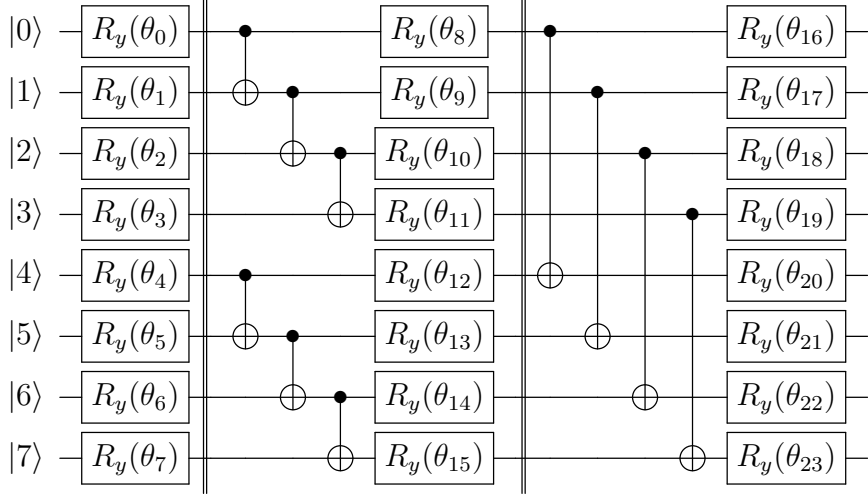 |0⟩ R_y(θ_0) R_y(θ_8) R_y(θ_16)
|1⟩ R_y(θ_1) R_y(θ_9) R_y(θ_17)
|2⟩ R_y(θ_2) R_y(θ_10) R_y(θ_18)
|3⟩ R_y(θ_3) R_y(θ_11) R_y(θ_19)
|4⟩ R_y(θ_4) R_y(θ_12) R_y(θ_20)
|5⟩ R_y(θ_5) R_y(θ_13) R_y(θ_21)
|6⟩ R_y(θ_6) R_y(θ_14) R_y(θ_22)
|7⟩ R_y(θ_7) R_y(θ_15) R_y(θ_23)